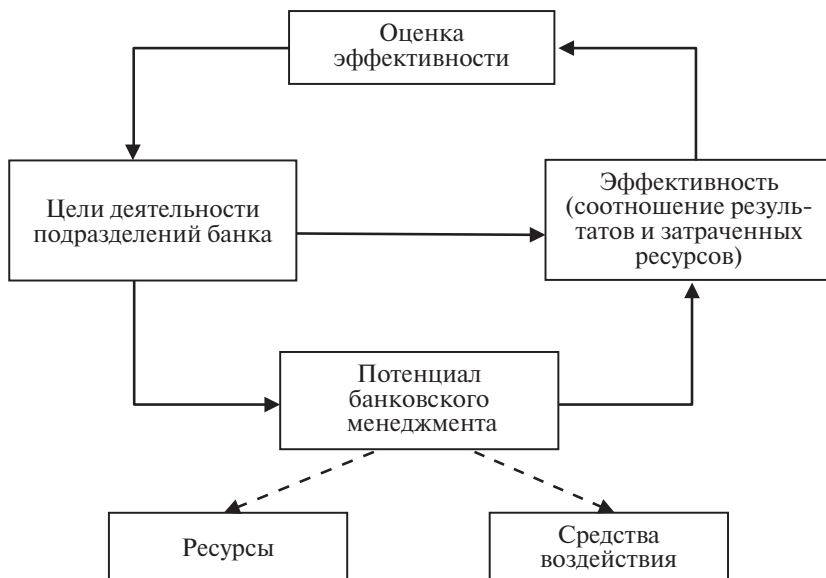 Оценка
эффективности
Цели деятельности
подразделений банка
Эффективность
(соотношение резуль-
татов и затраченных
ресурсов)
Потенциал
банковского
менеджмента
Ресурсы
Средства
воздействия